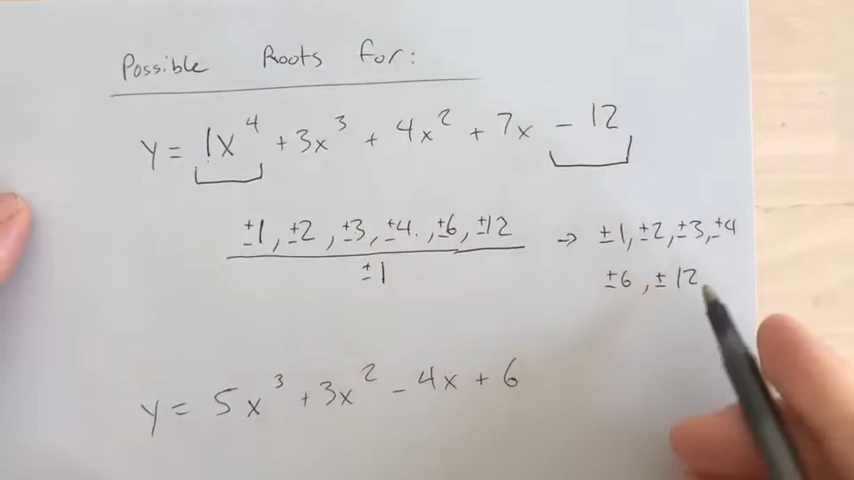 Possible Roots for:
y = 1x⁴ + 3x³ + 4x² + 7x - 12
±1, ±2, ±3, ±4, ±6, ±12 → ±1, ±2, ±3, ±4
±1 ±6, ±12
y = 5x³ + 3x² - 4x + 6